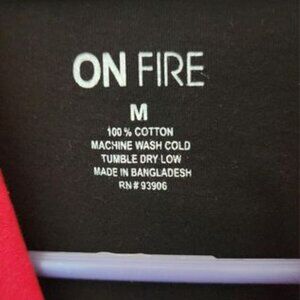 ON FIRE
M
100% COTTON
MACHINE WASH COLD
TUMBLE DRY LOW
MADE IN BANGLADESH
RN# 93906